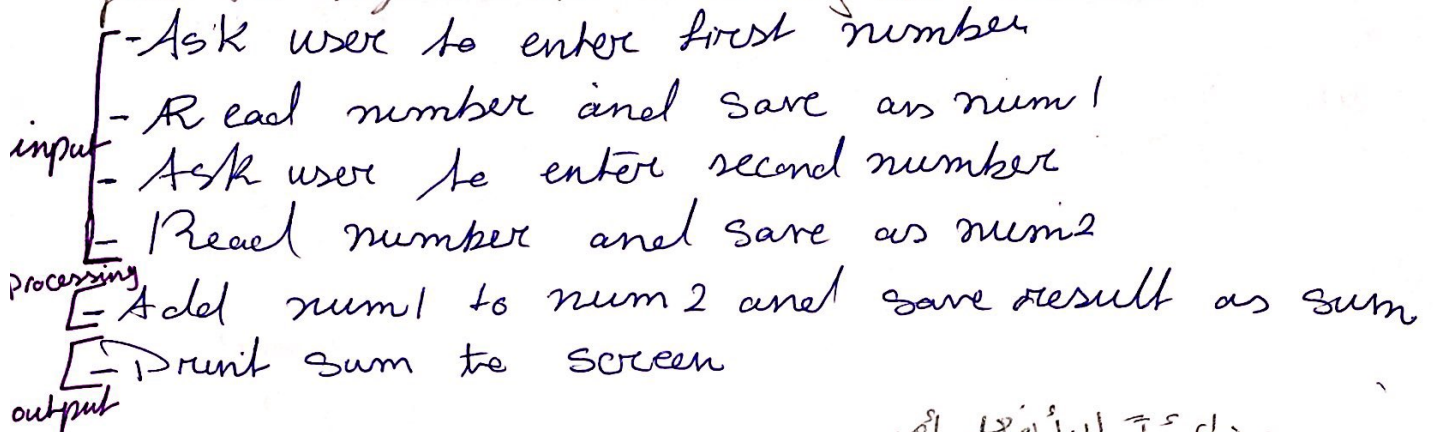 - Ask user to enter first number
- Read number and save as num1
input
- Ask user to enter second number
- Read number and save as num2
processing
- Add num1 to num2 and save result as sum
- Print sum to screen
output